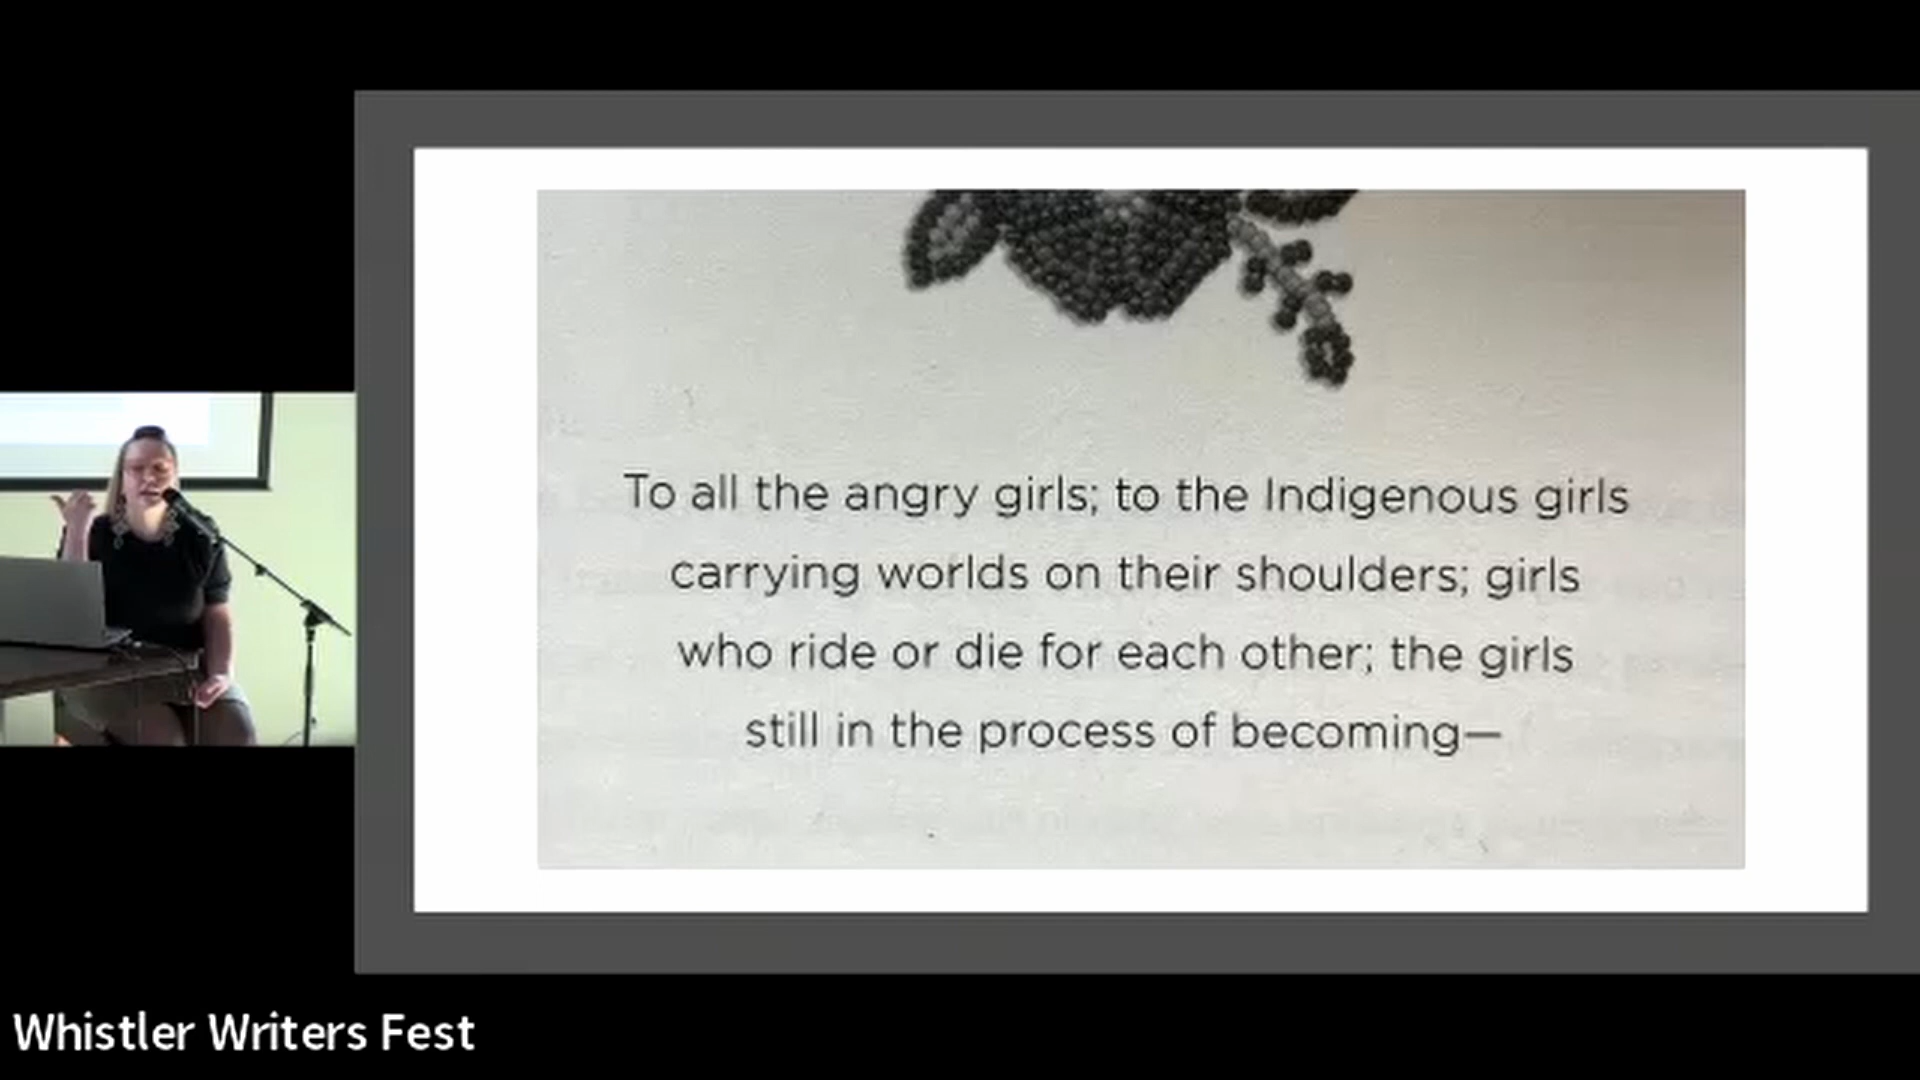 To all the angry girls; to the Indigenous girls
carrying worlds on their shoulders; girls
who ride or die for each other; the girls
still in the process of becoming—
Whistler Writers Fest